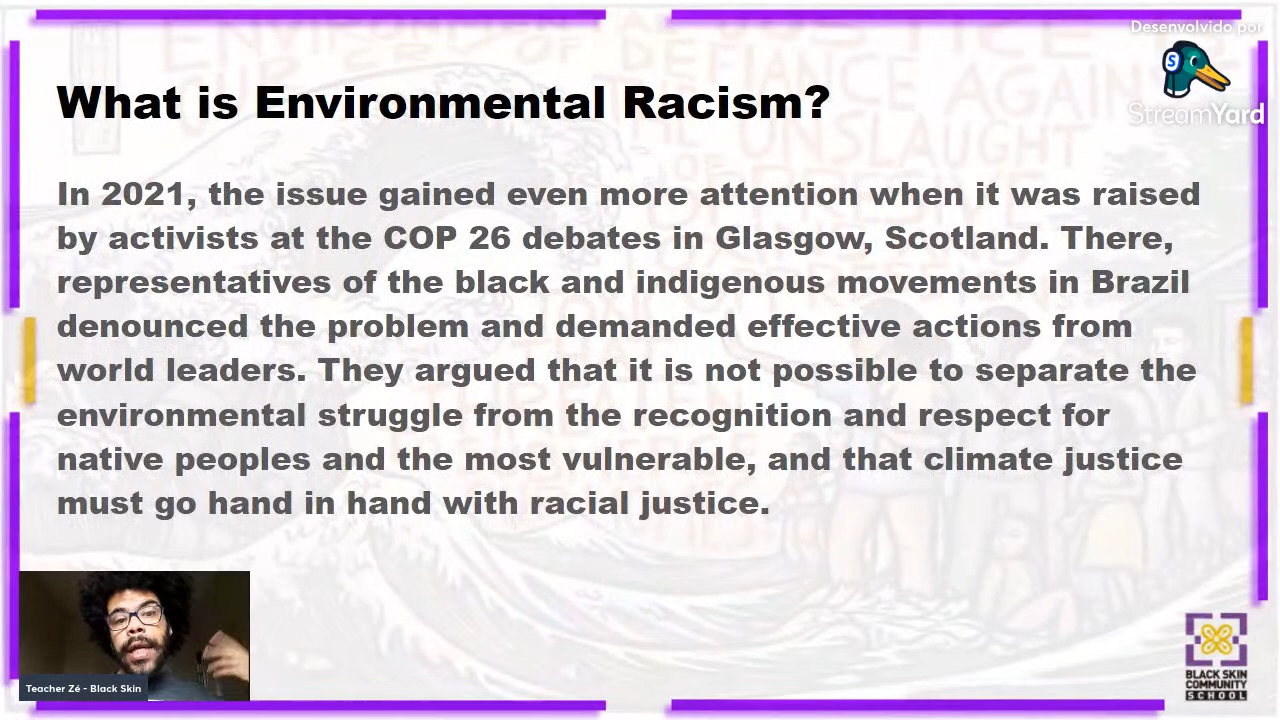 Desenvolvido por
StreamYard
What is Environmental Racism?
In 2021, the issue gained even more attention when it was raised
by activists at the COP 26 debates in Glasgow, Scotland. There,
representatives of the black and indigenous movements in Brazil
denounced the problem and demanded effective actions from
world leaders. They argued that it is not possible to separate the
environmental struggle from the recognition and respect for
native peoples and the most vulnerable, and that climate justice
must go hand in hand with racial justice.
Teacher Zé - Black Skin
BLACK SKIN
COMMUNITY
SCHOOL